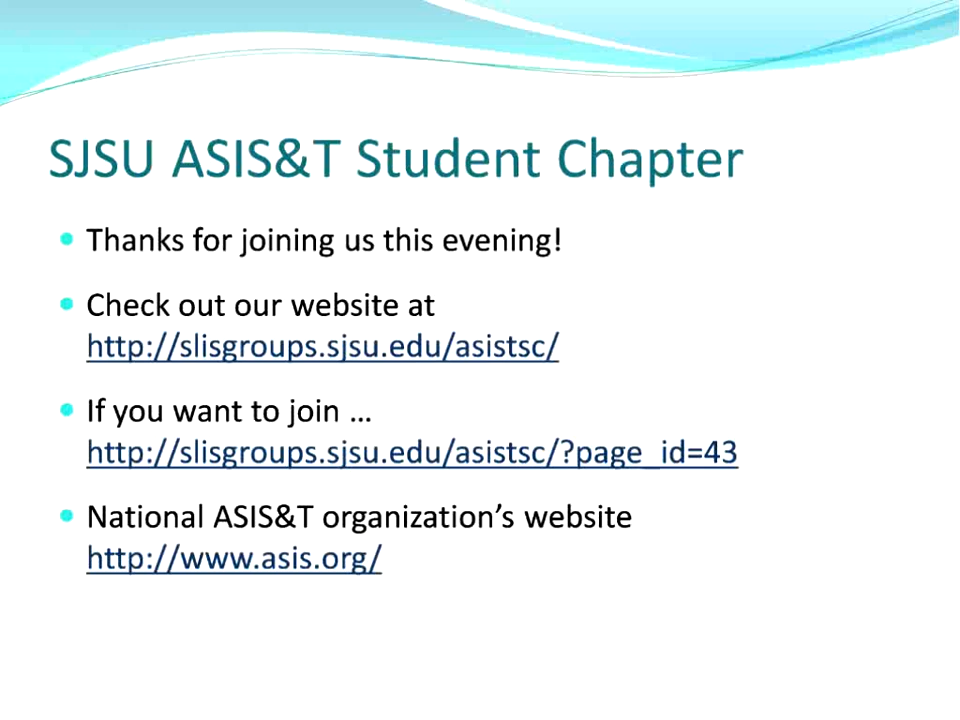 SJSU ASIS&T Student Chapter
• Thanks for joining us this evening!
• Check out our website at
http://slisgroups.sjsu.edu/asistsc/
• If you want to join …
http://slisgroups.sjsu.edu/asistsc/?page_id=43
• National ASIS&T organization’s website
http://www.asis.org/